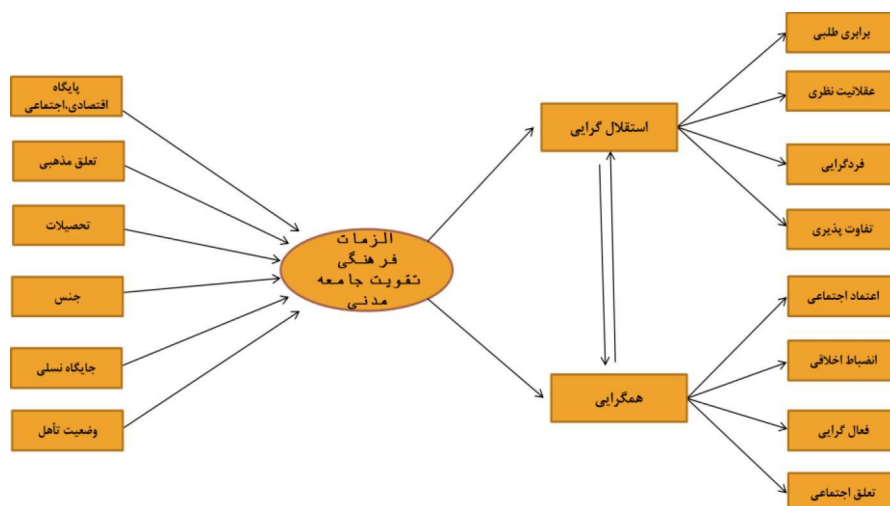 پایگاه
اقتصادی،اجتماعی
تعلق مذهبی
تحصیلات
جنس
جایگاه نسلی
وضعیت تأهل
الزمات
فرهنگی
تقویت جامعه
مدنی
استقلال گرایی
همگرایی
برابری طلبی
عقلانیت نظری
فردگرایی
تفاوت پذیری
اعتماد اجتماعی
انضباط اخلاقی
فعال گرایی
تعلق اجتماعی